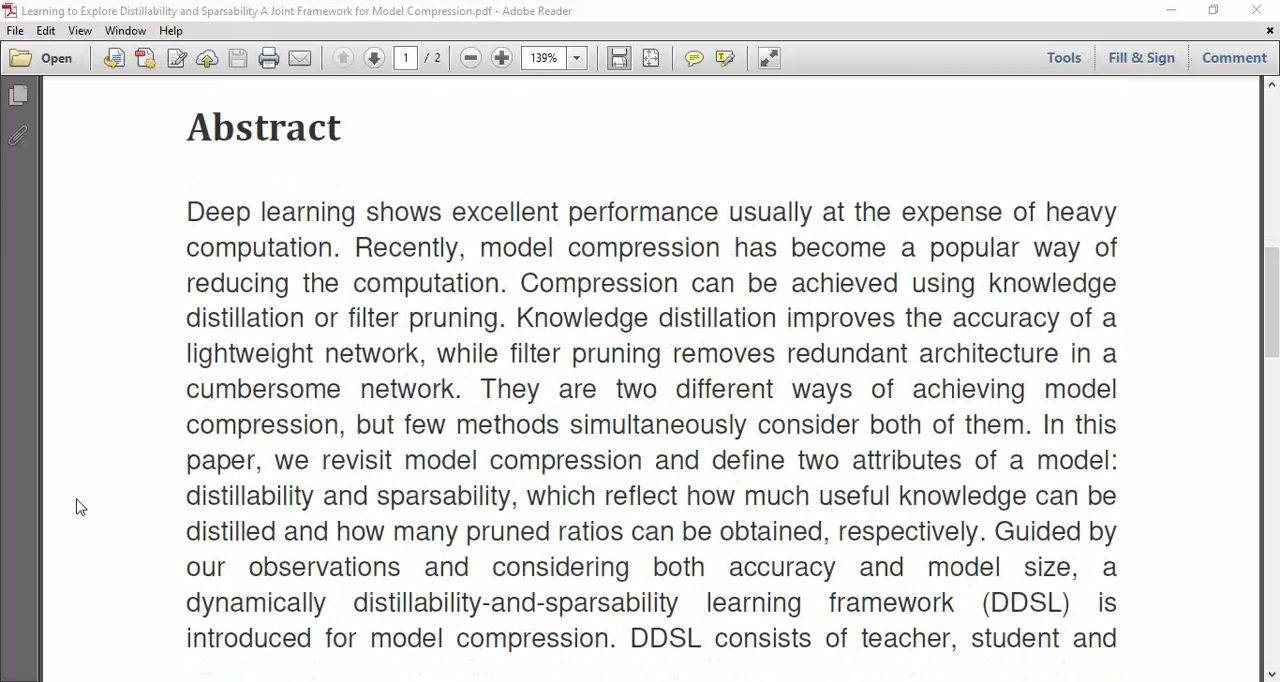 Learning to Explore Distillability and Sparsability A Joint Framework for Model Compression.pdf - Adobe Reader
File Edit View Window Help
Open 1 / 2 139% Tools Fill & Sign Comment
Abstract
Deep learning shows excellent performance usually at the expense of heavy
computation. Recently, model compression has become a popular way of
reducing the computation. Compression can be achieved using knowledge
distillation or filter pruning. Knowledge distillation improves the accuracy of a
lightweight network, while filter pruning removes redundant architecture in a
cumbersome network. They are two different ways of achieving model
compression, but few methods simultaneously consider both of them. In this
paper, we revisit model compression and define two attributes of a model:
distillability and sparsability, which reflect how much useful knowledge can be
distilled and how many pruned ratios can be obtained, respectively. Guided by
our observations and considering both accuracy and model size, a
dynamically distillability-and-sparsability learning framework (DDSL) is
introduced for model compression. DDSL consists of teacher, student and